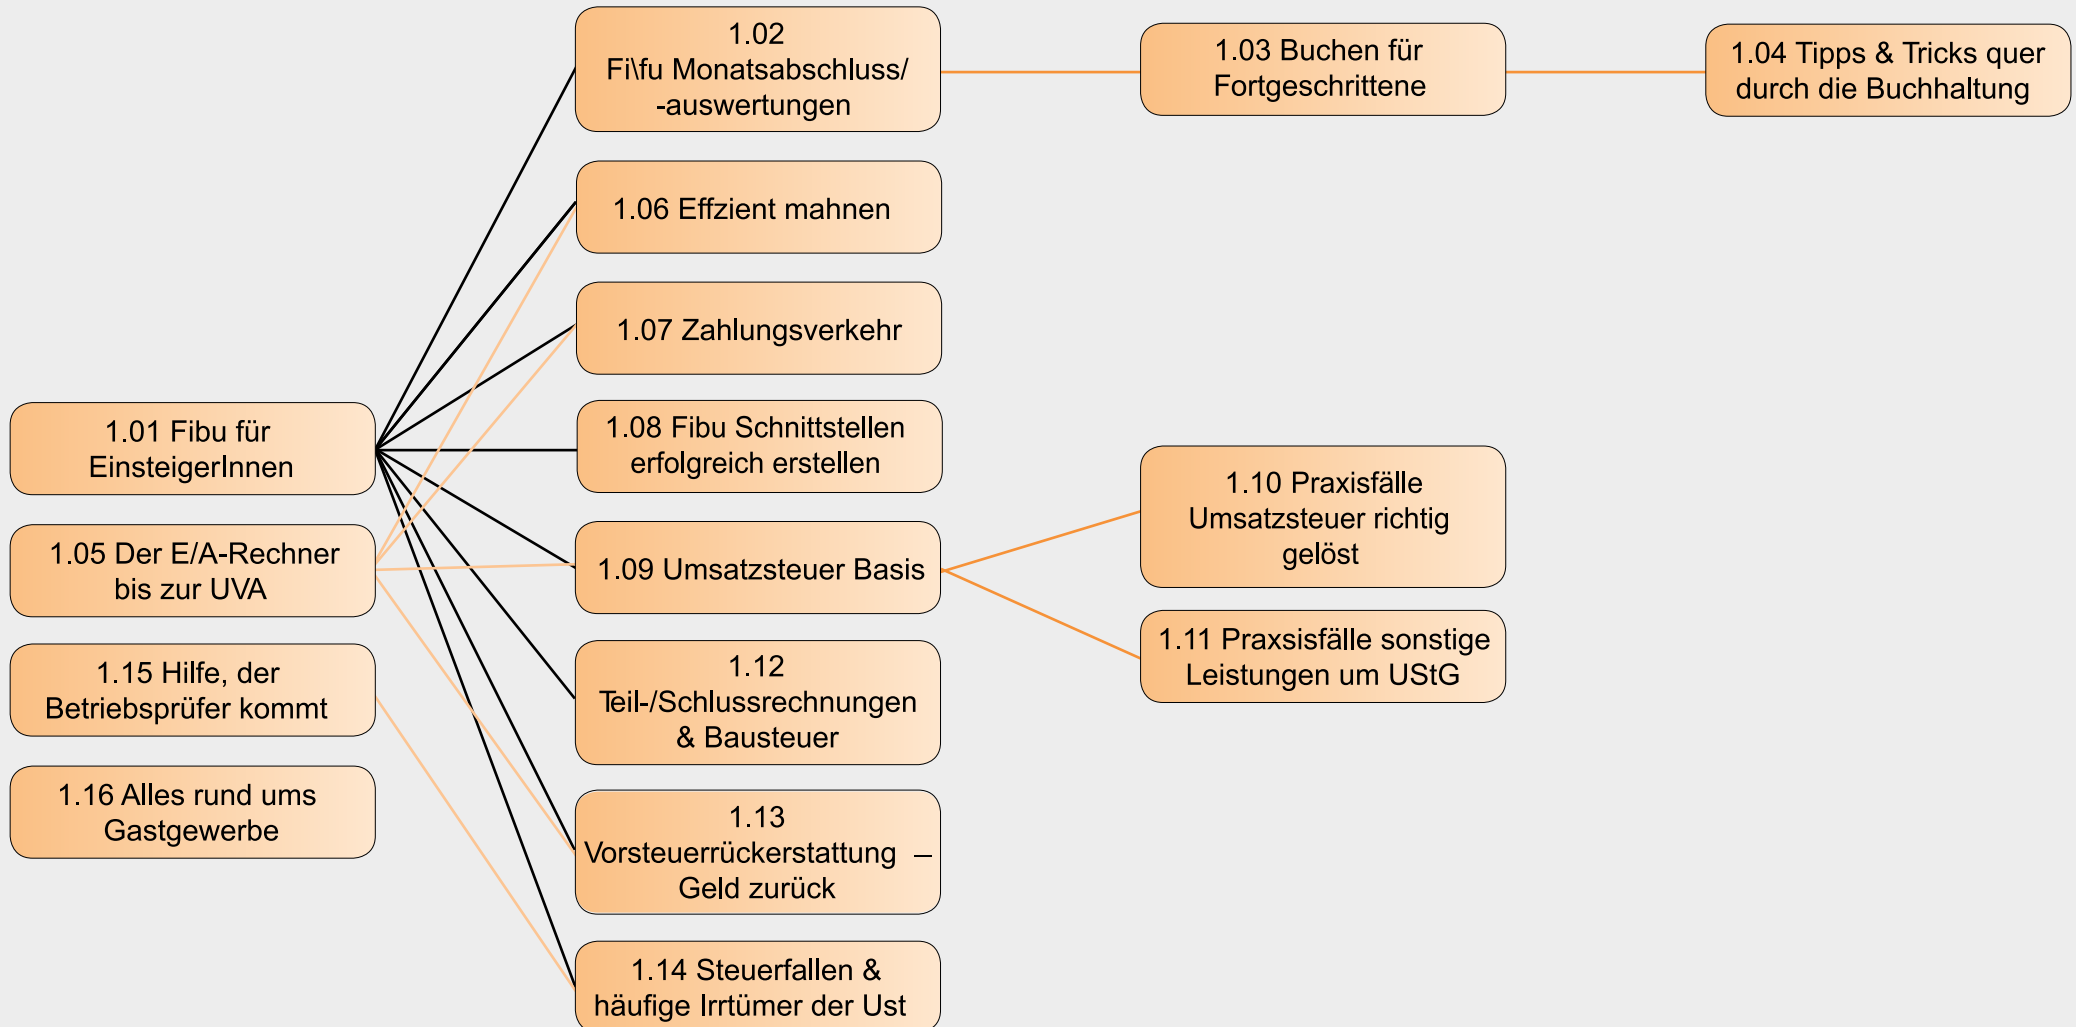 1.01 Fibu für
EinsteigerInnen
1.05 Der E/A-Rechner
bis zur UVA
1.15 Hilfe, der
Betriebsprüfer kommt
1.16 Alles rund ums
Gastgewerbe
1.02
Fi\fu Monatsabschluss/
-auswertungen
1.06 Effzient mahnen
1.07 Zahlungsverkehr
1.08 Fibu Schnittstellen
erfolgreich erstellen
1.09 Umsatzsteuer Basis
1.12
Teil-/Schlussrechnungen
& Bausteuer
1.13
Vorsteuerrückerstattung –
Geld zurück
1.14 Steuerfallen &
häufige Irrtümer der Ust
1.03 Buchen für
Fortgeschrittene
1.10 Praxisfälle
Umsatzsteuer richtig
gelöst
1.11 Praxsisfälle sonstige
Leistungen um UStG
1.04 Tipps & Tricks quer
durch die Buchhaltung